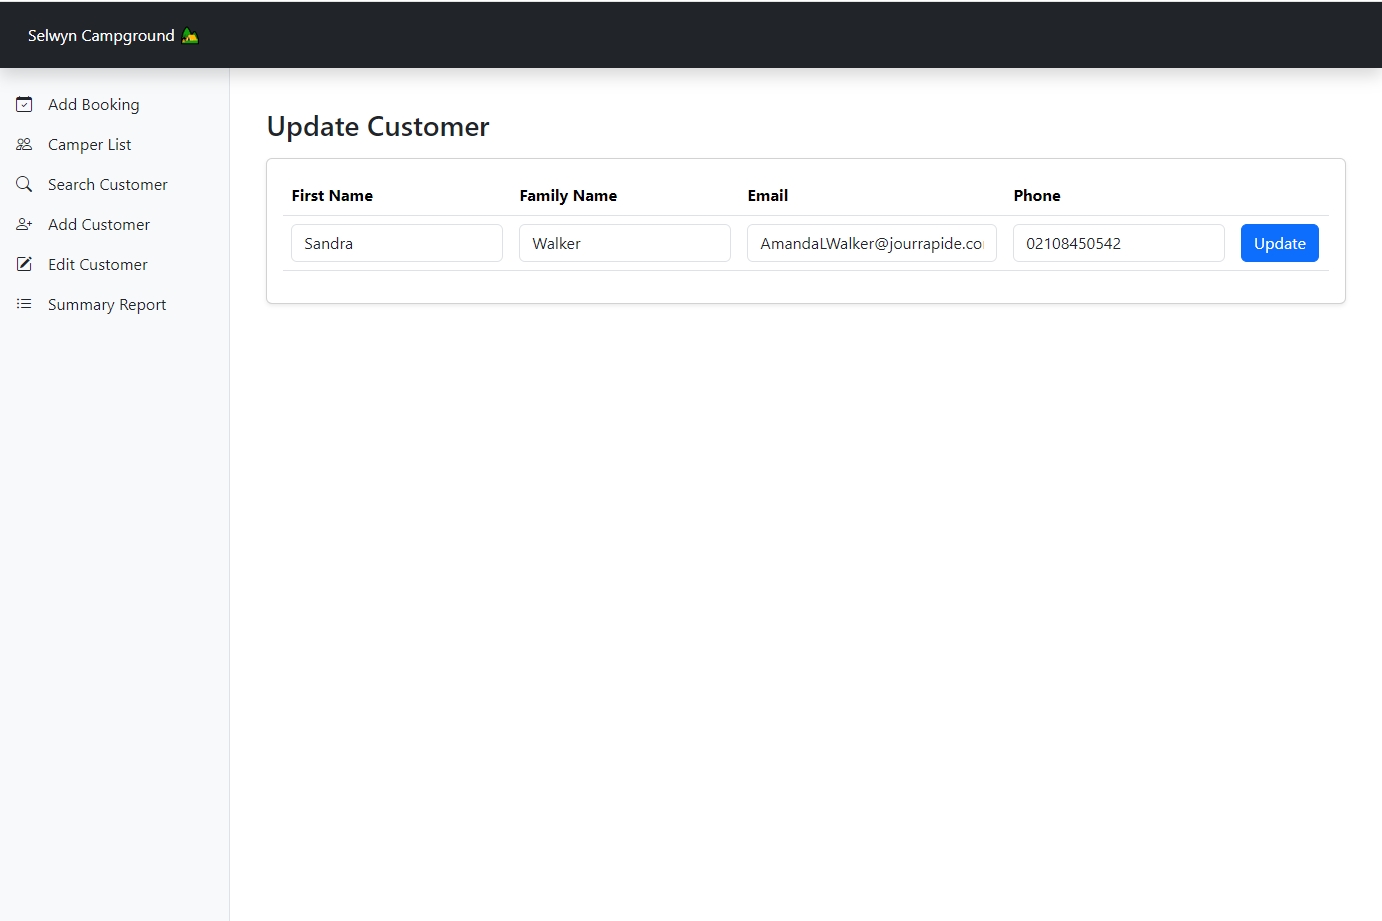 Selwyn Campground
Add Booking
Camper List
Search Customer
Add Customer
Edit Customer
Summary Report
Update Customer
First Name Family Name Email Phone
Sandra Walker AmandaLWalker@jourrapide.co 02108450542 Update